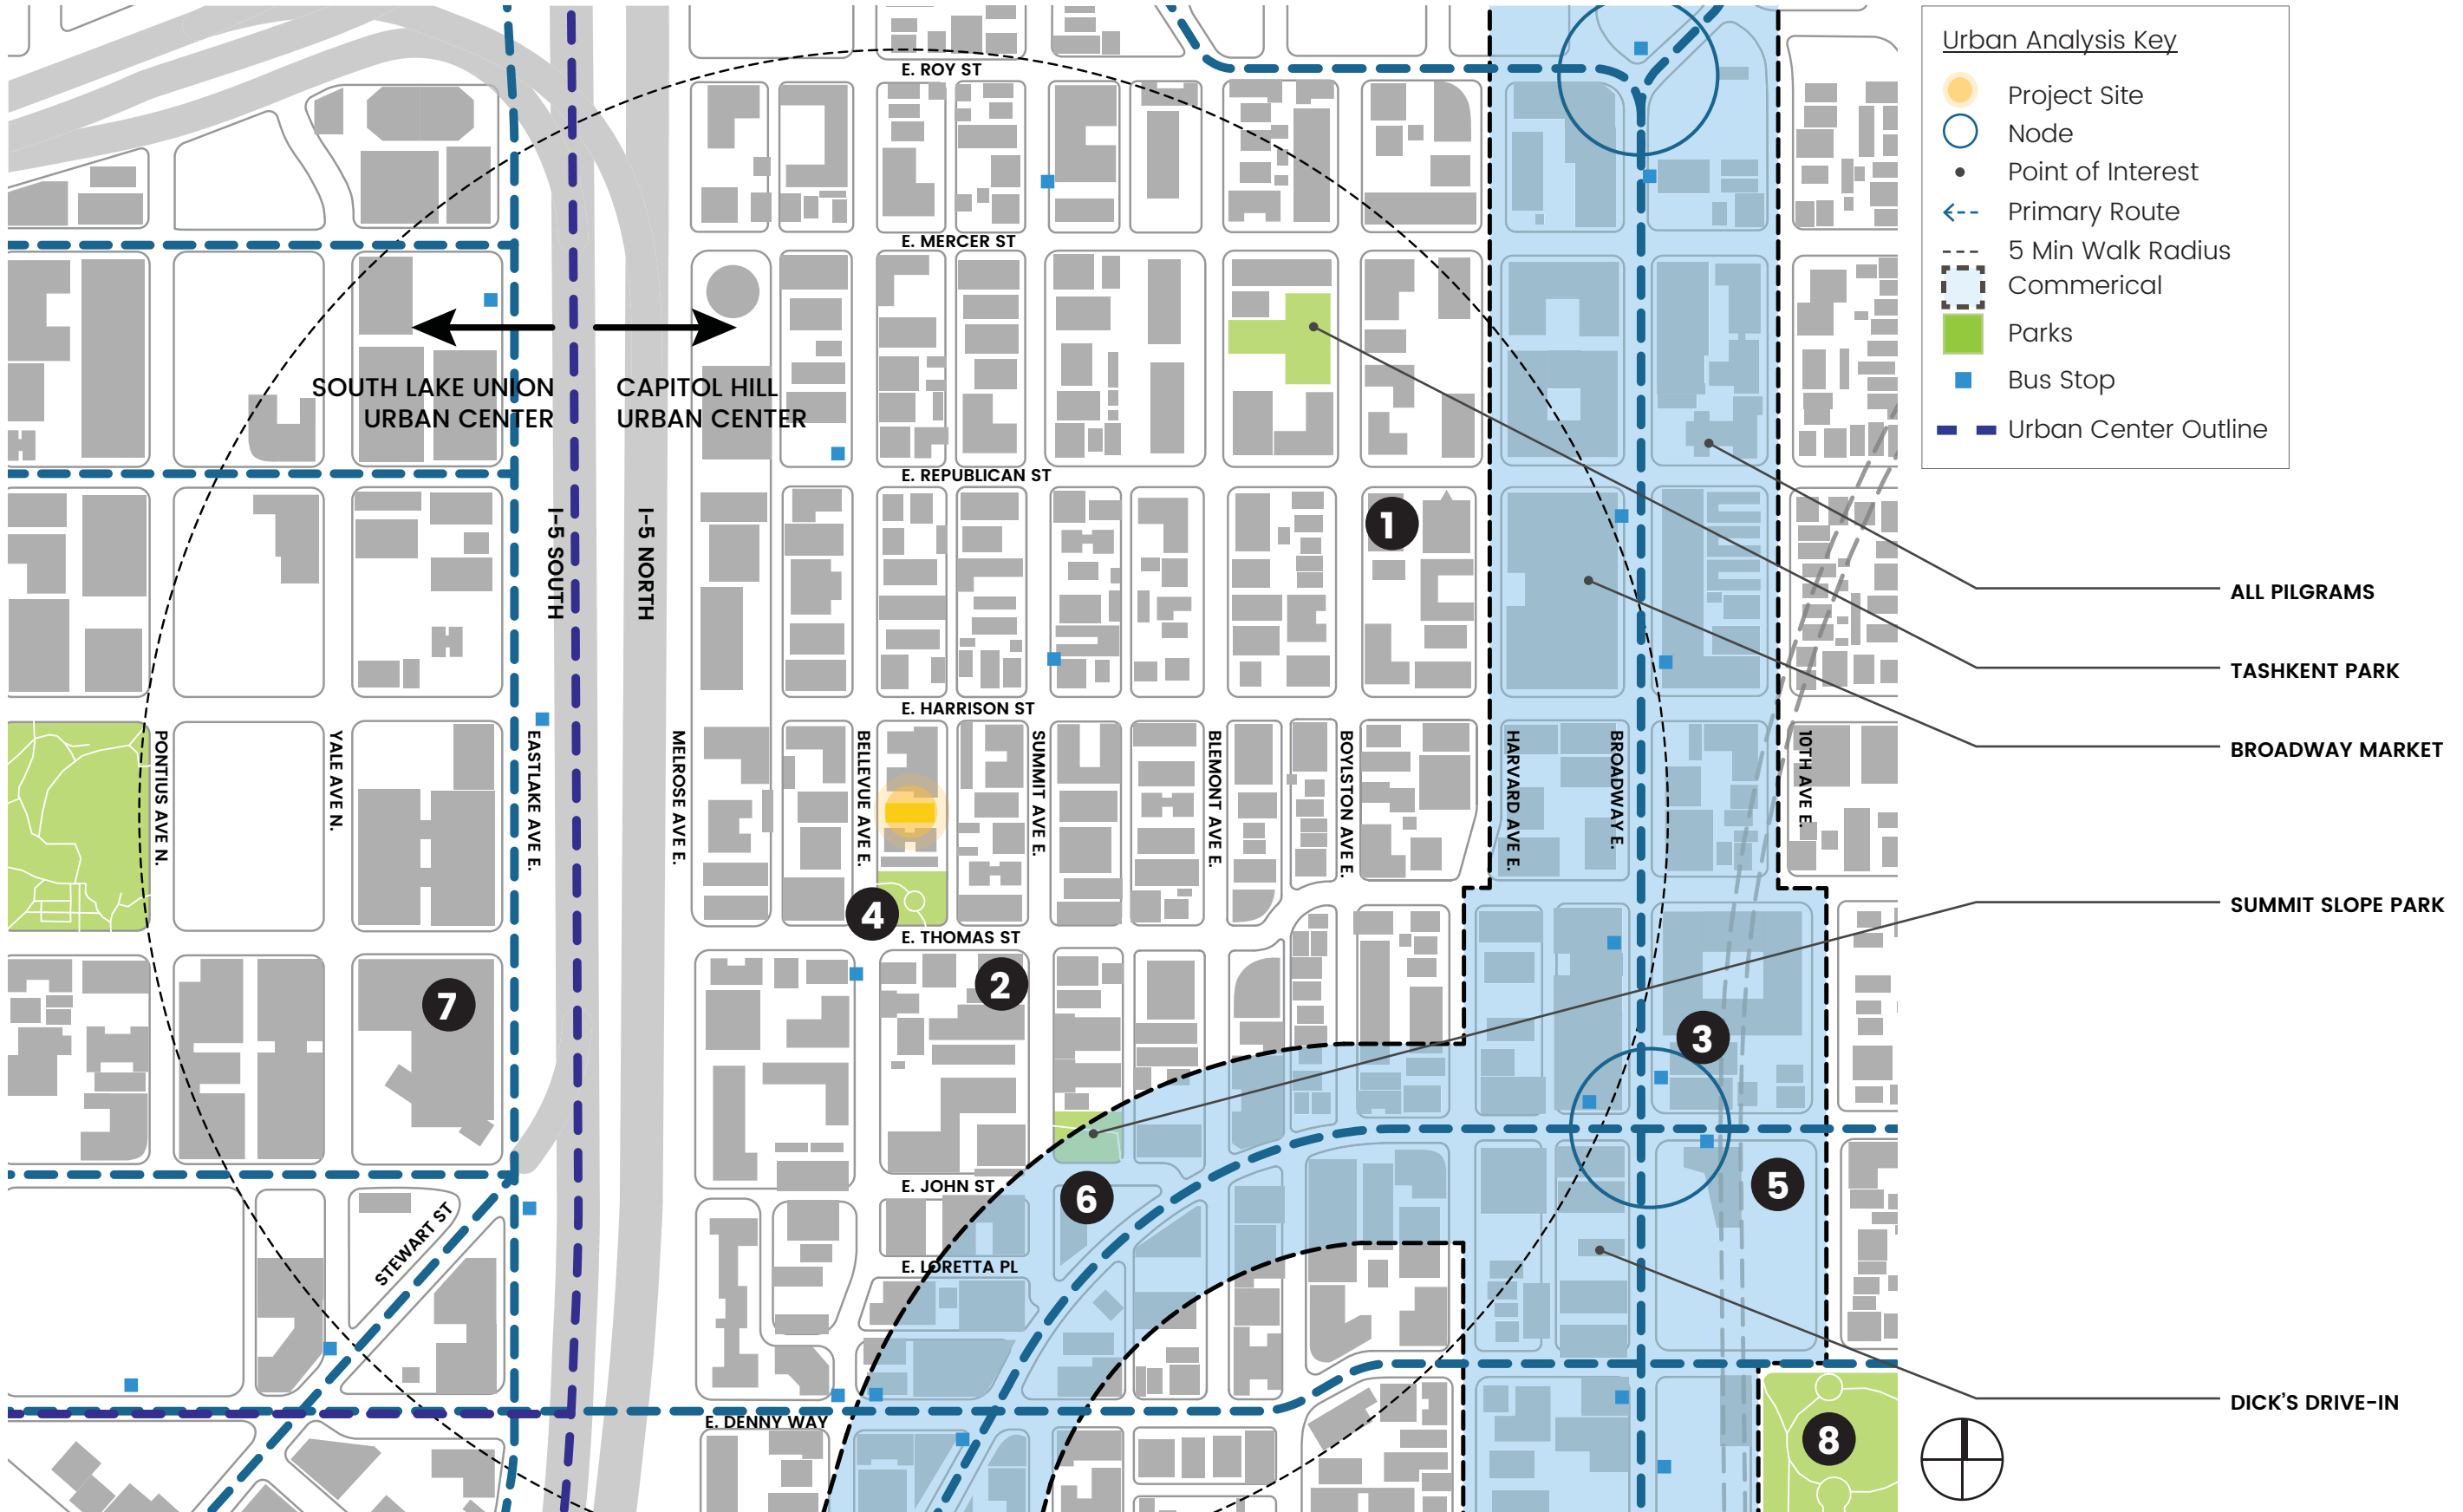 Urban Analysis Key
Project Site
Node
Point of Interest
Primary Route
5 Min Walk Radius
Commerical
Parks
Bus Stop
Urban Center Outline
E. ROY ST
E. MERCER ST
SOUTH LAKE UNION
URBAN CENTER
CAPITOL HILL
URBAN CENTER
E. REPUBLICAN ST
I-5 SOUTH
I-5 NORTH
1
ALL PILGRAMS
TASHKENT PARK
BROADWAY MARKET
E. HARRISON ST
PONTIUS AVE N.
YALE AVE N.
EASTLAKE AVE E.
MELROSE AVE E.
BELLEVUE AVE E.
SUMMIT AVE E.
BLEMONT AVE E.
BOYLSTON AVE E.
HARVARD AVE E.
BROADWAY E.
10TH AVE E.
SUMMIT SLOPE PARK
4
E. THOMAS ST
2
7
3
5
6
E. JOHN ST
STEWART ST
E. LORETTA PL
E. DENNY WAY
DICK'S DRIVE-IN
8